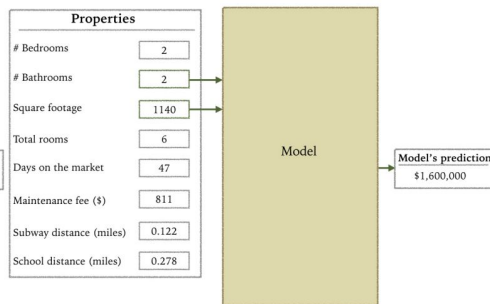 Properties
# Bedrooms 2
# Bathrooms 2
Square footage 1140
Total rooms 6
Days on the market 47
Maintenance fee ($) 811
Subway distance (miles) 0.122
School distance (miles) 0.278
Model
Model's prediction
$1,600,000